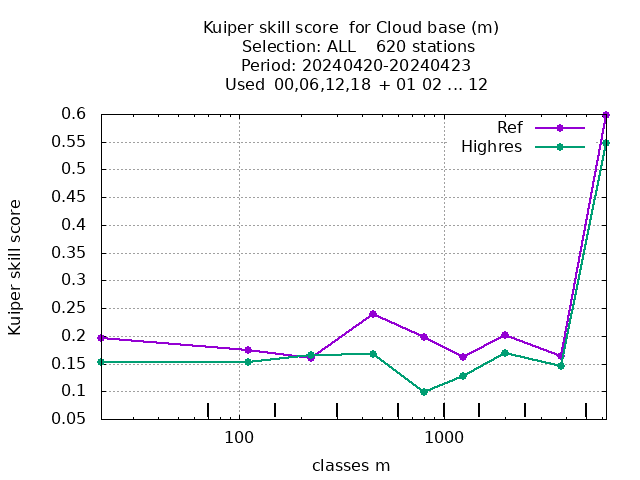 Kuiper skill score  for Cloud base (m)
Selection: ALL    620 stations
Period: 20240420-20240423
Used  00,06,12,18 + 01 02 ... 12
Ref
Highres
0.6
0.55
0.5
0.45
0.4
0.35
0.3
0.25
0.2
0.15
0.1
0.05
Kuiper skill score
100
1000
classes m